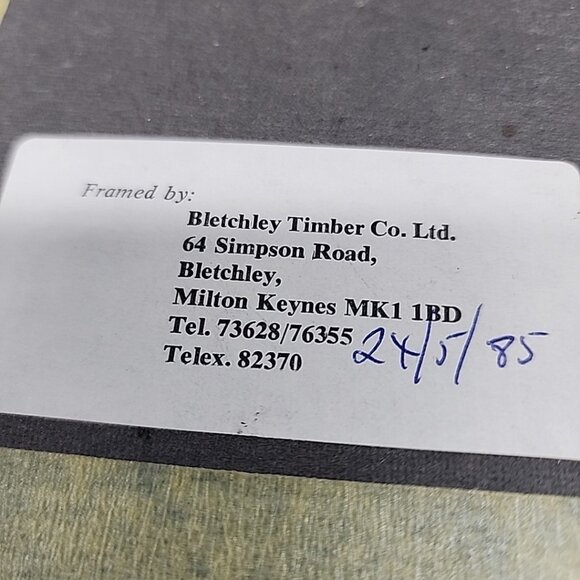 Framed by:
Bletchley Timber Co. Ltd.
64 Simpson Road,
Bletchley,
Milton Keynes MK1 1BD
Tel. 73628/76355
Telex. 82370
24/5/85